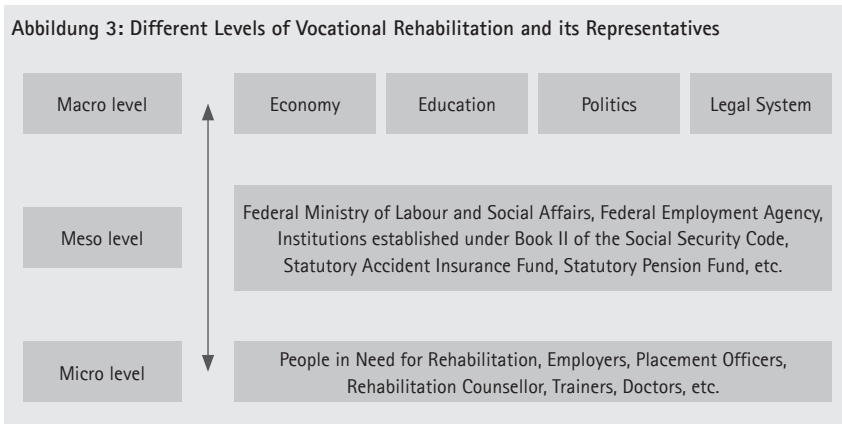 Abbildung 3: Different Levels of Vocational Rehabilitation and its Representatives
Macro level
Economy
Education
Politics
Legal System
Meso level
Federal Ministry of Labour and Social Affairs, Federal Employment Agency,
Institutions established under Book II of the Social Security Code,
Statutory Accident Insurance Fund, Statutory Pension Fund, etc.
Micro level
People in Need for Rehabilitation, Employers, Placement Officers,
Rehabilitation Counsellor, Trainers, Doctors, etc.